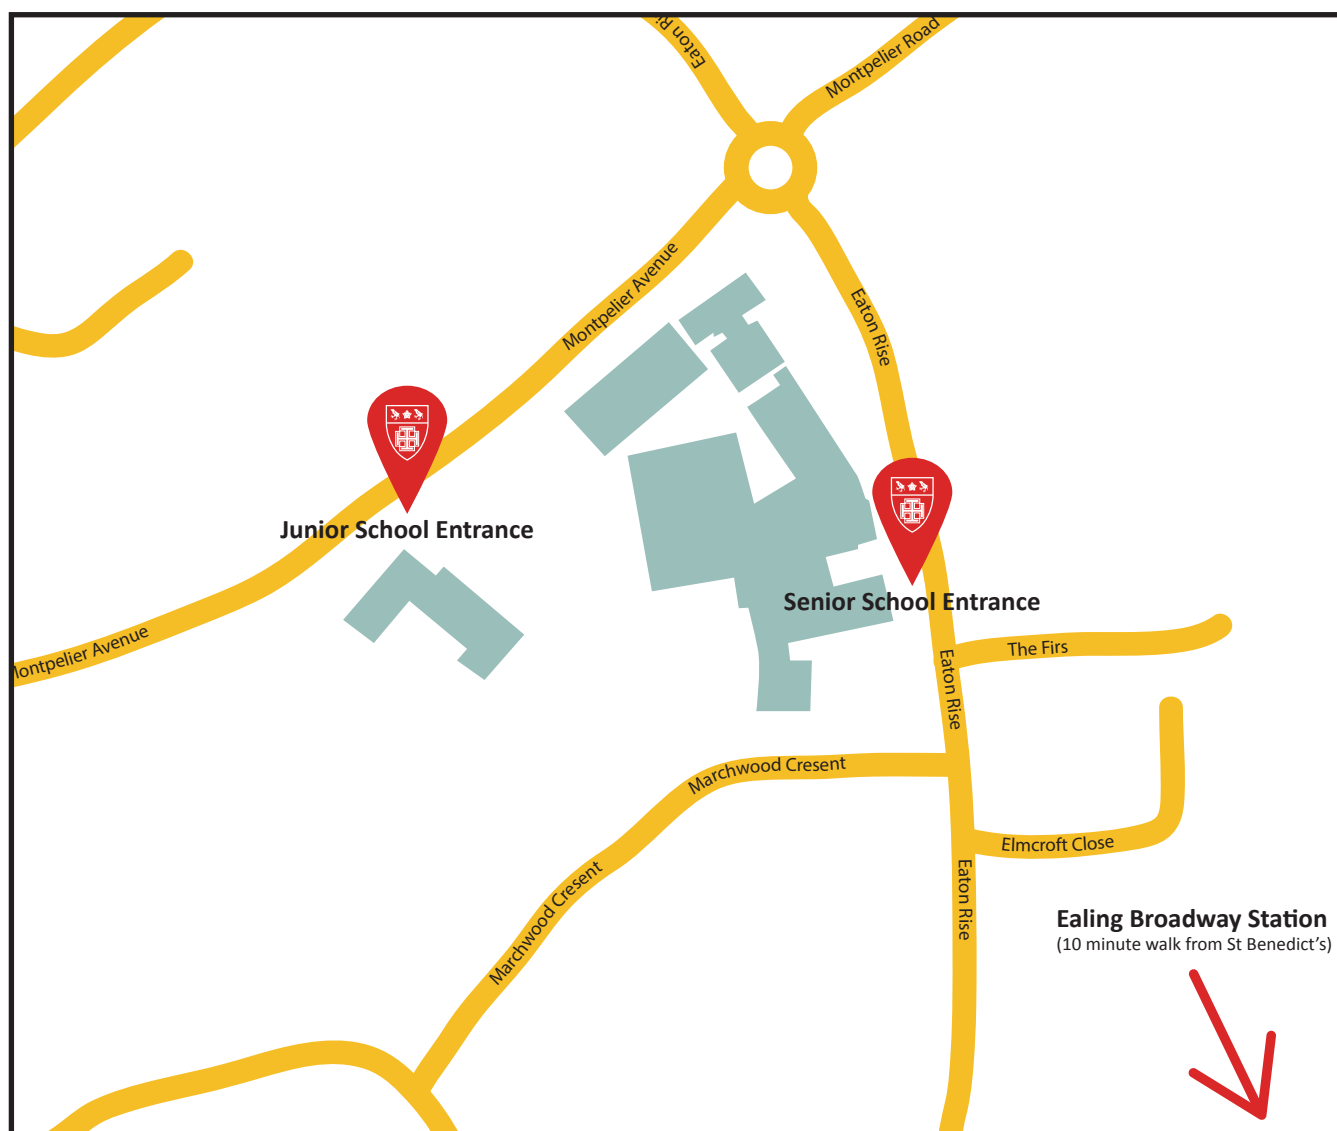 Eaton Ri
Montpelier Road
Montpelier Avenue
Eaton Rise
Junior School Entrance
Senior School Entrance
Montpelier Avenue
The Firs
Eaton Rise
Marchwood Cresent
Elmcroft Close
Marchwood Cresent
Eaton Rise
Ealing Broadway Station
(10 minute walk from St Benedict's)